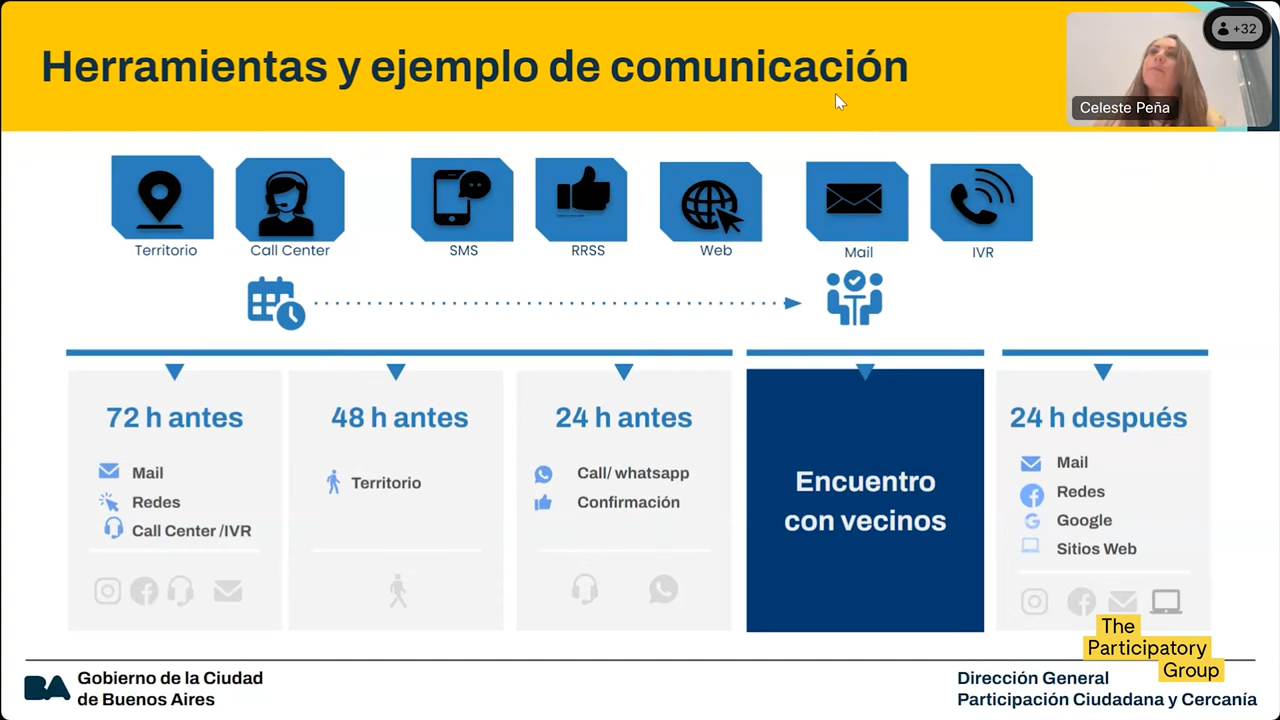 Herramientas y ejemplo de comunicación
+32
Celeste Peña
Territorio
Call Center
SMS
RRSS
Web
Mail
IVR
72 h antes
Mail
Redes
Call Center /IVR
48 h antes
Territorio
24 h antes
Call/ whatsapp
Confirmación
Encuentro
con vecinos
24 h después
Mail
Redes
Google
Sitios Web
The
Participatory
Group
BA
Gobierno de la Ciudad
de Buenos Aires
Dirección General
Participación Ciudadana y Cercanía